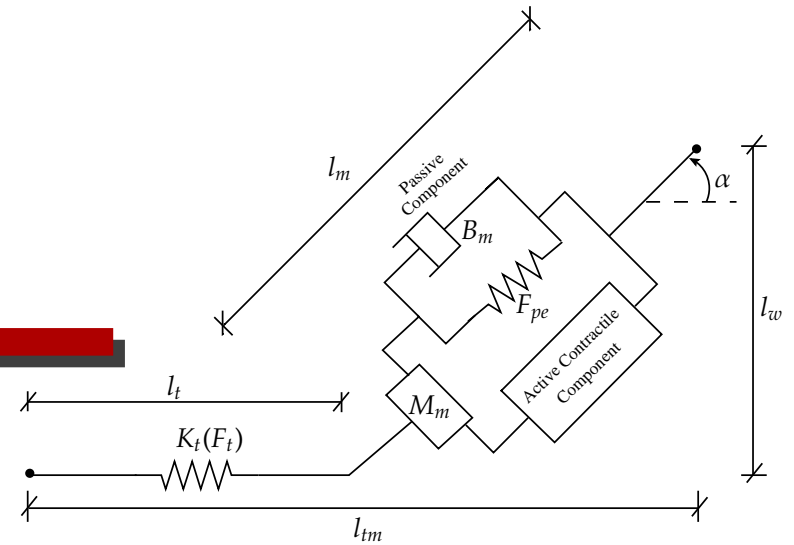 l_m
Passive
Component
B_m
α
F_pe
l_w
Active Contractile
Component
l_t
M_m
K_t(F_t)
l_tm